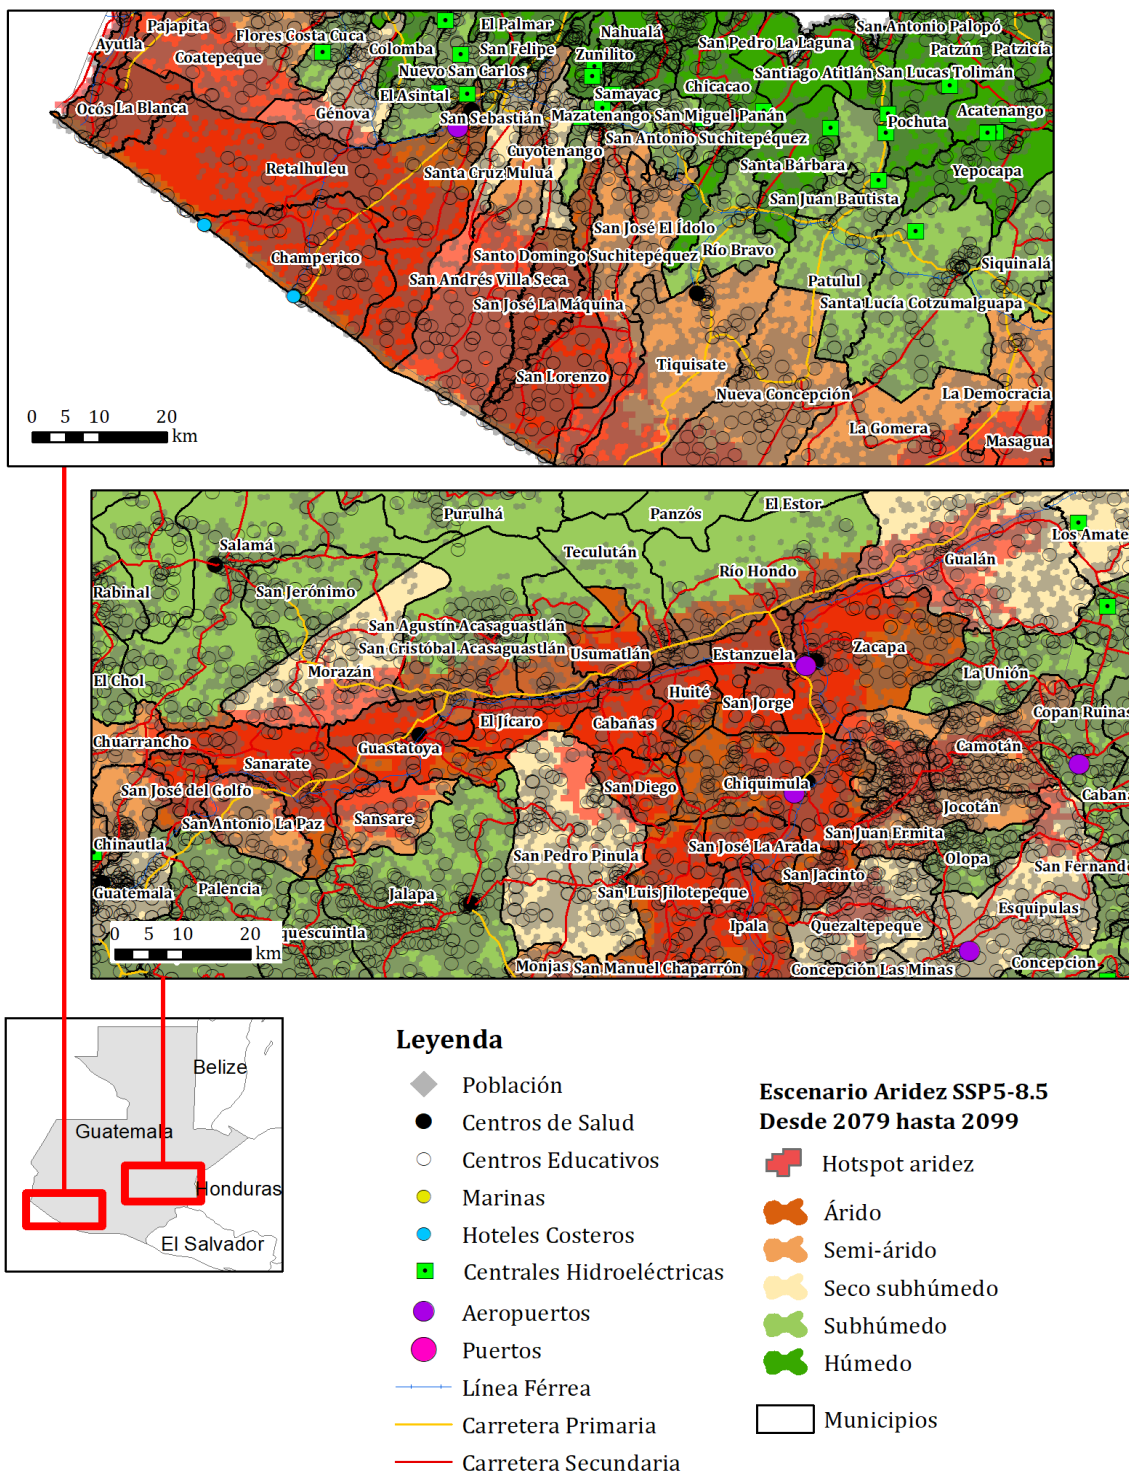 Pajapita
Ayutla
Coatepeque
Flores Costa Cuca
Colomba
El Palmar
San Felipe
Nahualá
Zunilito
San Pedro La Laguna
San Antonio Palopó
Patzún
Patzicía
Nuevo San Carlos
Santiago Atitlán
San Lucas Tolimán
Chicacao
Ocós
La Blanca
Génova
El Asintal
Samayac
San Sebastián
Mazatenango
San Miguel Panán
Acatenango
Pochuta
San Antonio Suchitepéquez
Cuyotenango
Retalhuleu
Santa Cruz Muluá
Santa Bárbara
Yepocapa
San Juan Bautista
San José El Ídolo
Champerico
Santo Domingo Suchitepéquez
Río Bravo
Siquinalá
San Andrés Villa Seca
Patulul
San José La Máquina
Santa Lucía Cotzumalguapa
Tiquisate
San Lorenzo
Nueva Concepción
La Democracia
La Gomera
Masagua
0 5 10 20
km
Purulhá
Panzós
El Estor
Los Amate
Salamá
Teculután
Gualán
Río Hondo
Rabinal
San Jerónimo
San Agustín Acasaguastlán
San Cristóbal Acasaguastlán
Usumatlán
Estanzuela
Zacapa
El Chol
Morazán
La Unión
Huité
San Jorge
Copan Ruinas
El Jícaro
Cabañas
Chuarrancho
Guastatoya
Camotán
Sanarate
San José del Golfo
San Diego
Chiquimula
Cabana
Jocotán
San Antonio La Paz
Sansare
San Juan Ermita
Chinautla
San José La Arada
San Pedro Pinula
Olopa
San Fernando
San Jacinto
Guatemala
Palencia
Jalapa
San Luis Jilotepeque
Esquipulas
quescuintla
Ipala
Quezaltepeque
Monjas
San Manuel Chaparrón
Concepción Las Minas
Concepcion
0 5 10 20
km
Belize
Guatemala
Honduras
El Salvador
Leyenda
Población
Centros de Salud
Centros Educativos
Marinas
Hoteles Costeros
Centrales Hidroeléctricas
Aeropuertos
Puertos
Línea Férrea
Carretera Primaria
Carretera Secundaria
Escenario Aridez SSP5-8.5
Desde 2079 hasta 2099
Hotspot aridez
Árido
Semi-árido
Seco subhúmedo
Subhúmedo
Húmedo
Municipios